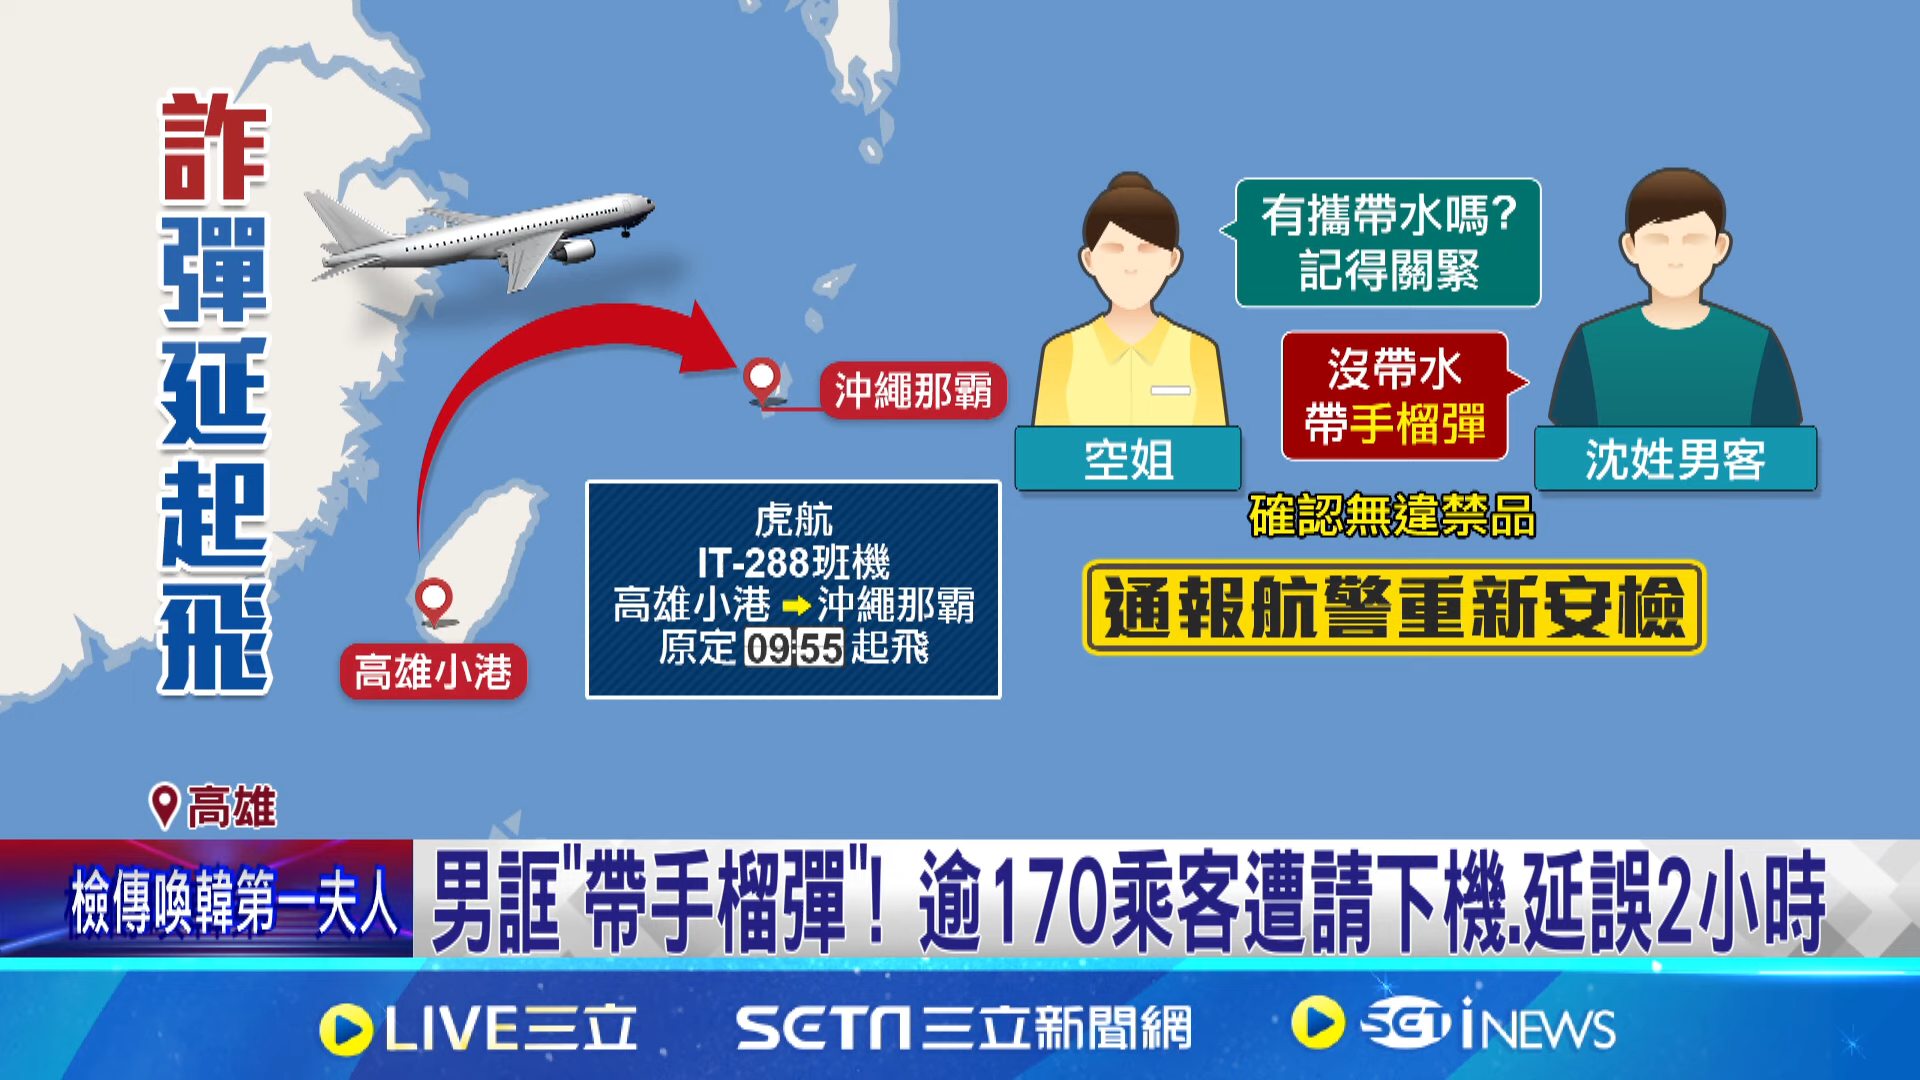 詐彈延起飛
有攜帶水嗎?
記得關緊
沒帶水
帶手榴彈
空姐
沈姓男客
確認無違禁品
通報航警重新安檢
沖繩那霸
高雄小港
虎航
IT-288班機
高雄小港➡沖繩那霸
原定 09:55 起飛
高雄
檢傳喚韓第一夫人
男誆"帶手榴彈"! 逾170乘客遭請下機.延誤2小時
LIVE三立
SETN三立新聞網
SET iNEWS